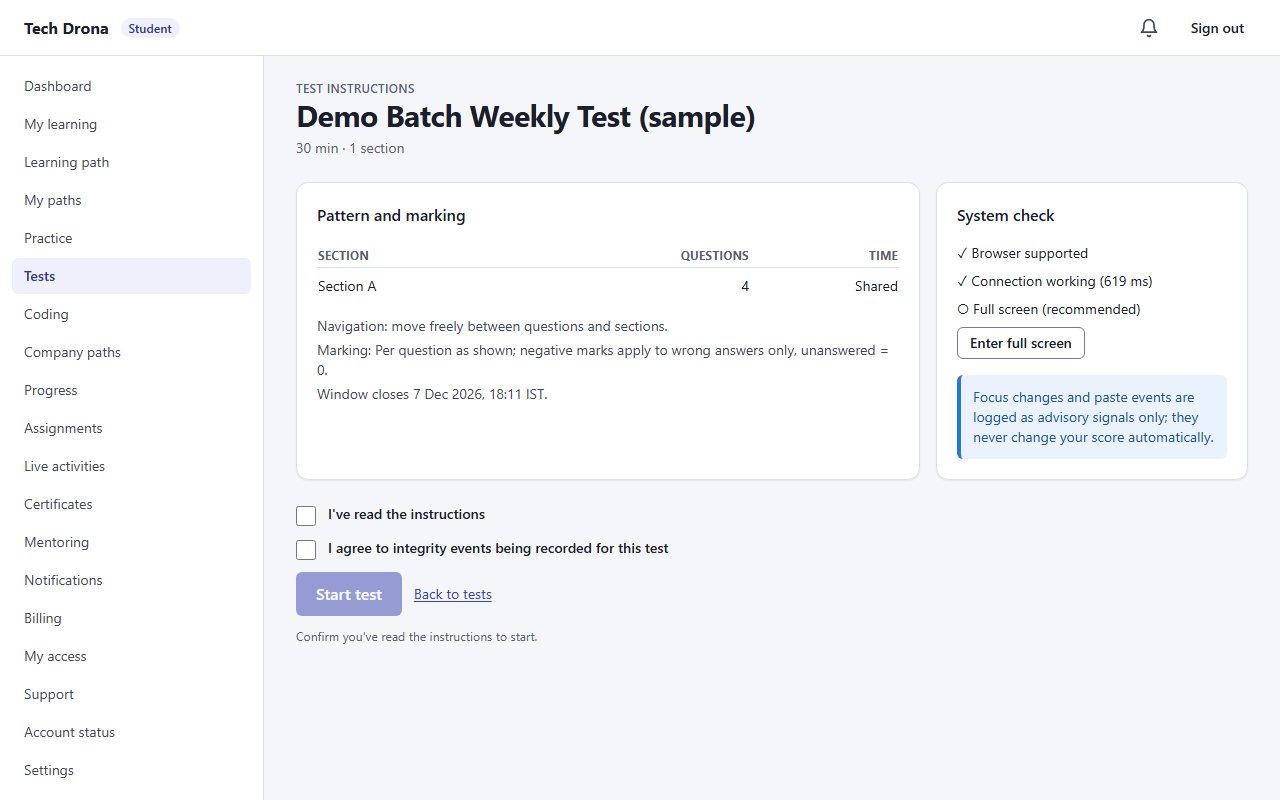 Tech Drona
Student
Sign out
Dashboard
My learning
Learning path
My paths
Practice
Tests
Coding
Company paths
Progress
Assignments
Live activities
Certificates
Mentoring
Notifications
Billing
My access
Support
Account status
Settings
TEST INSTRUCTIONS
Demo Batch Weekly Test (sample)
30 min · 1 section
Pattern and marking
SECTION QUESTIONS TIME
Section A 4 Shared
Navigation: move freely between questions and sections.
Marking: Per question as shown; negative marks apply to wrong answers only, unanswered =
0.
Window closes 7 Dec 2026, 18:11 IST.
System check
✓ Browser supported
✓ Connection working (619 ms)
○ Full screen (recommended)
Enter full screen
Focus changes and paste events are
logged as advisory signals only; they
never change your score automatically.
I've read the instructions
I agree to integrity events being recorded for this test
Start test
Back to tests
Confirm you've read the instructions to start.